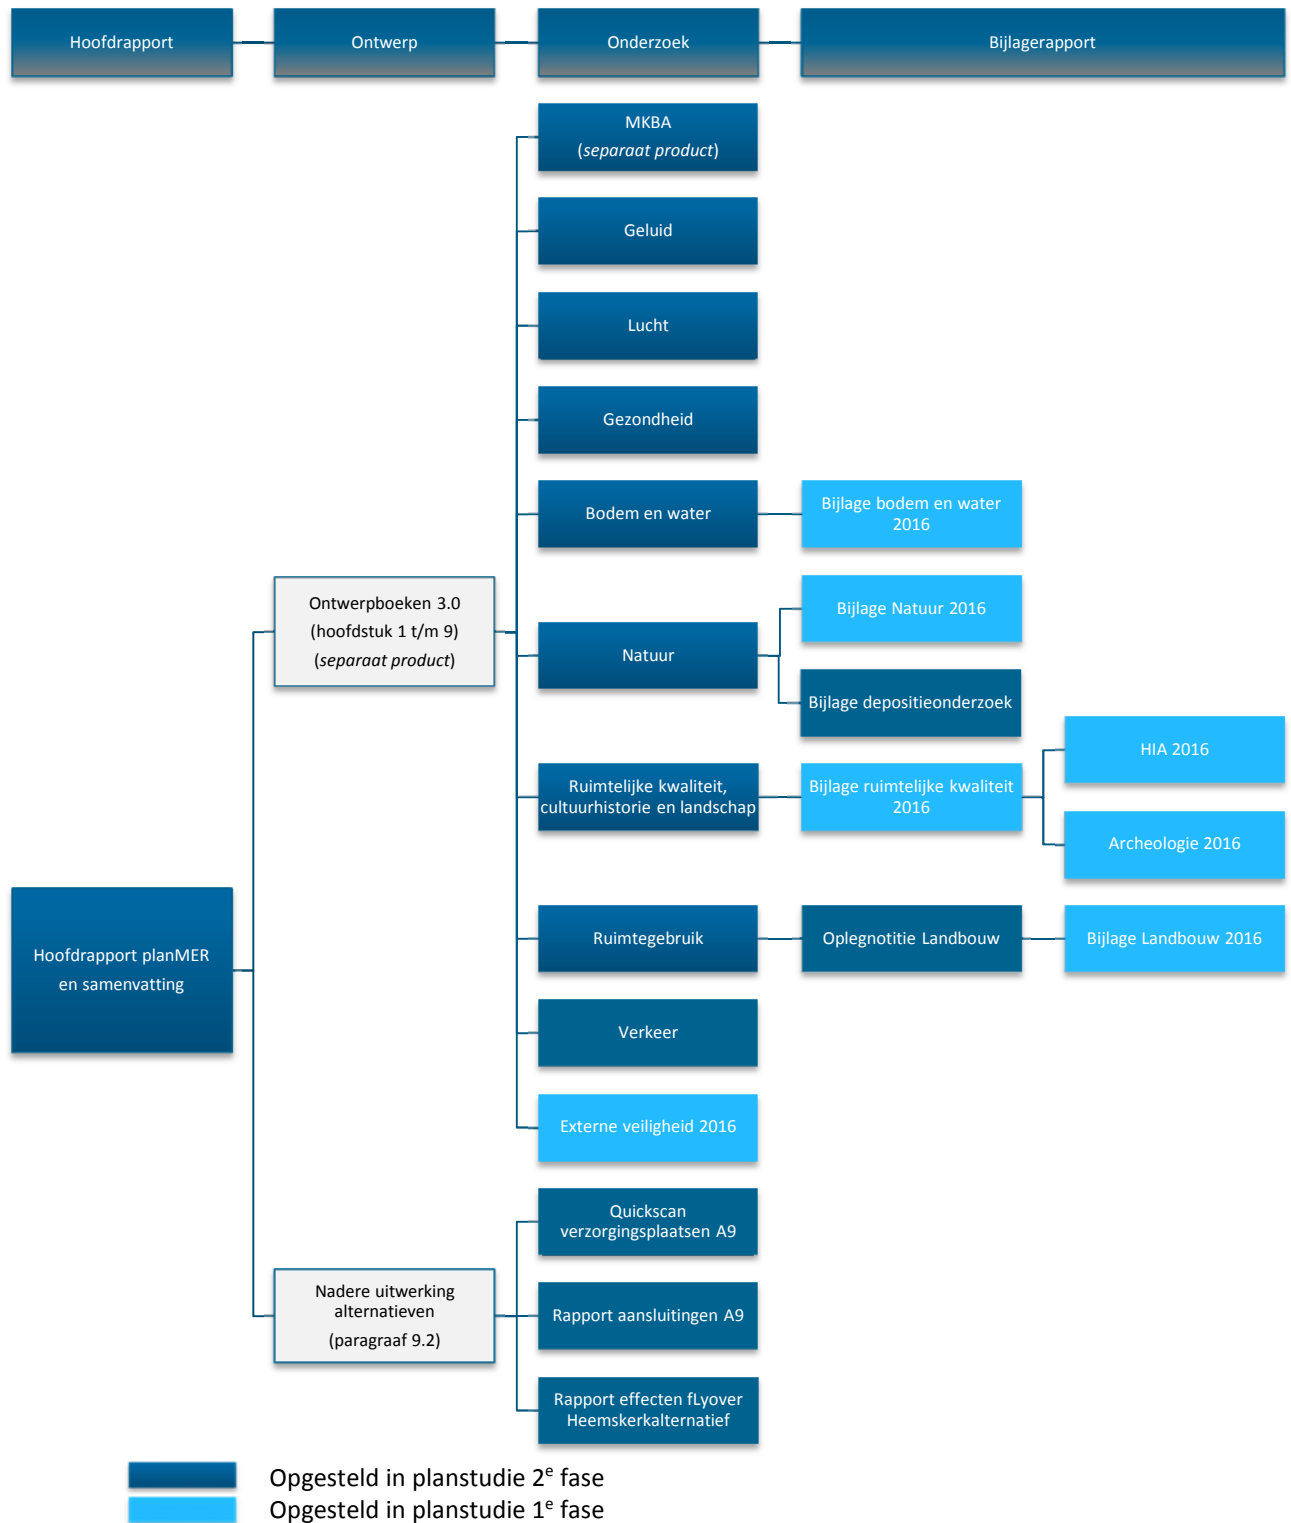 Hoofdrapport
Ontwerp
Onderzoek
Bijlagerapport
MKBA
(separaat product)
Geluid
Lucht
Gezondheid
Bodem en water
Bijlage bodem en water
2016
Ontwerpboeken 3.0
(hoofdstuk 1 t/m 9)
(separaat product)
Natuur
Bijlage Natuur 2016
Bijlage depositieonderzoek
Ruimtelijke kwaliteit,
cultuurhistorie en landschap
Bijlage ruimtelijke kwaliteit
2016
HIA 2016
Archeologie 2016
Hoofdrapport planMER
en samenvatting
Ruimtegebruik
Oplegnotitie Landbouw
Bijlage Landbouw 2016
Verkeer
Externe veiligheid 2016
Nadere uitwerking
alternatieven
(paragraaf 9.2)
Quickscan
verzorgingsplaatsen A9
Rapport aansluitingen A9
Rapport effecten fLyover
Heemskerkalternatief
Opgesteld in planstudie 2e fase
Opgesteld in planstudie 1e fase